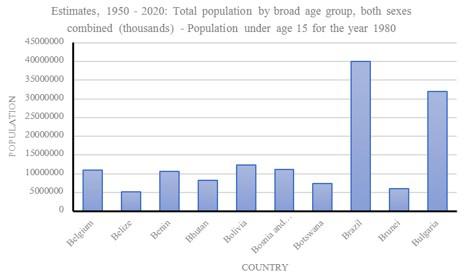 Estimates, 1950 - 2020: Total population by broad age group, both sexes
combined (thousands) - Population under age 15 for the year 1980
45000000
40000000
35000000
30000000
25000000
20000000
15000000
10000000
5000000
0
POPULATION
Belgium
Belize
Benin
Bhutan
Bolivia
Bosnia and...
Botswana
Brazil
Brunei
Bulgaria
COUNTRY